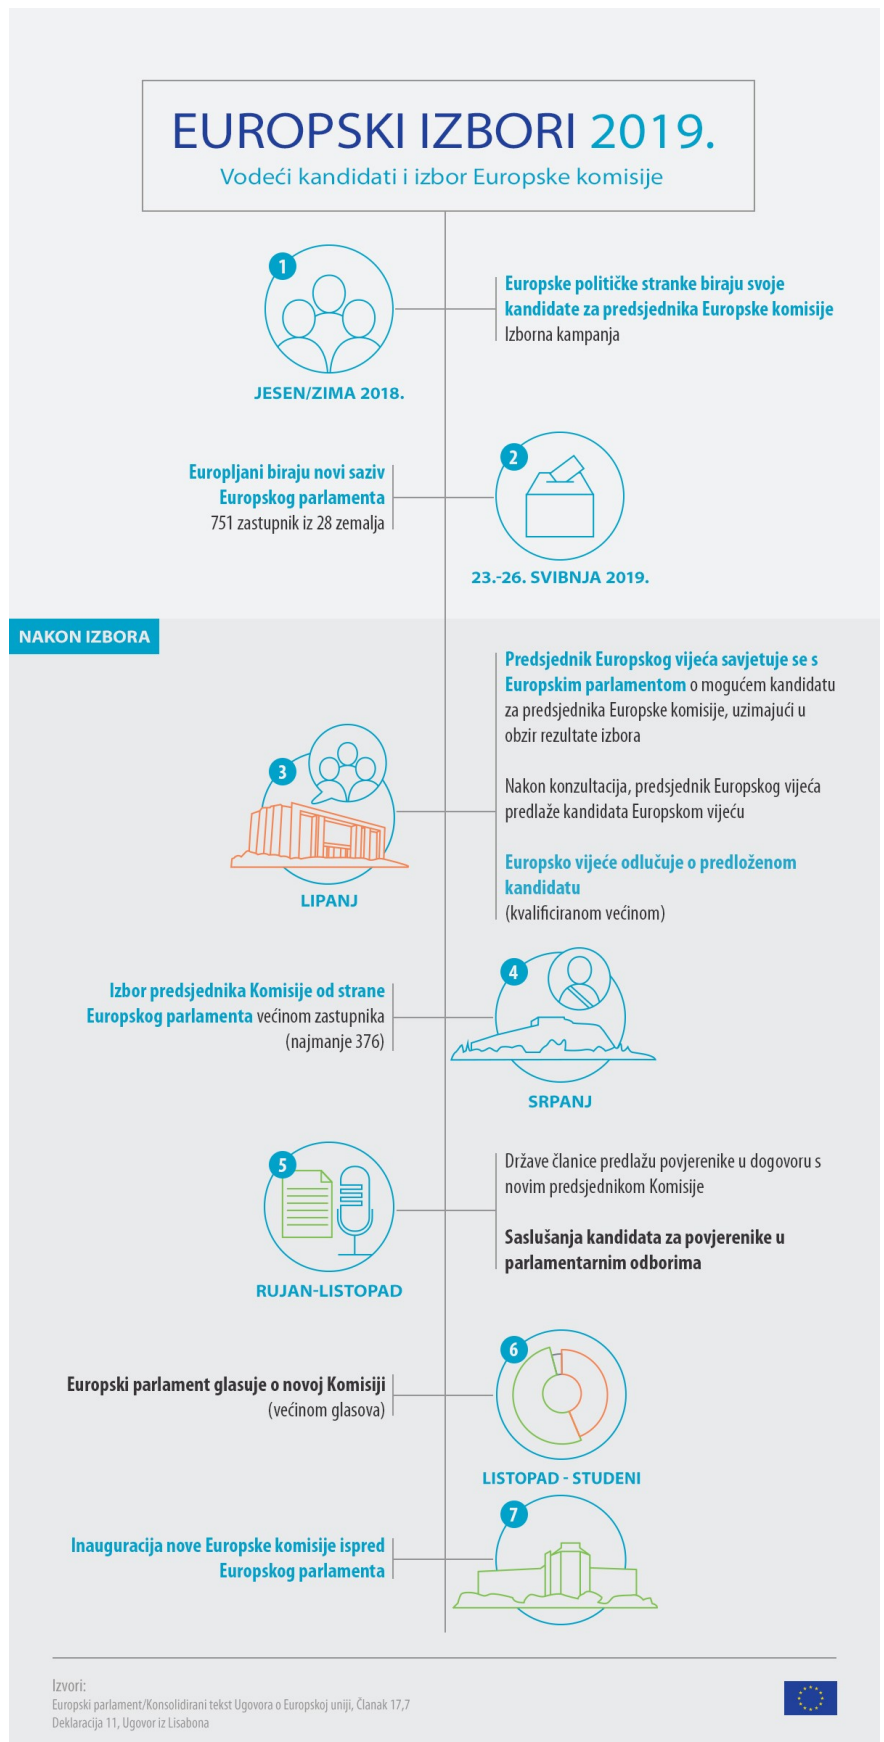 EUROPSKI IZBORI 2019.
Vodeći kandidati i izbor Europske komisije
1
JESEN/ZIMA 2018.
Europske političke stranke biraju svoje
kandidate za predsjednika Europske komisije
Izborna kampanja
Europljani biraju novi saziv
Europskog parlamenta
751 zastupnik iz 28 zemalja
2
23.-26. SVIBNJA 2019.
NAKON IZBORA
3
LIPANJ
Predsjednik Europskog vijeća savjetuje se s
Europskim parlamentom o mogućem kandidatu
za predsjednika Europske komisije, uzimajući u
obzir rezultate izbora
Nakon konzultacija, predsjednik Europskog vijeća
predlaže kandidata Europskom vijeću
Europsko vijeće odlučuje o predloženom
kandidatu
(kvalificiranom većinom)
Izbor predsjednika Komisije od strane
Europskog parlamenta većinom zastupnika
(najmanje 376)
4
SRPANJ
5
RUJAN-LISTOPAD
Države članice predlažu povjerenike u dogovoru s
novim predsjednikom Komisije
Saslušanja kandidata za povjerenike u
parlamentarnim odborima
Europski parlament glasuje o novoj Komisiji
(većinom glasova)
6
LISTOPAD - STUDENI
Inauguracija nove Europske komisije ispred
Europskog parlamenta
7
Izvori:
Europski parlament/Konsolidirani tekst Ugovora o Europskoj uniji, Članak 17,7
Deklaracija 11, Ugovor iz Lisabona